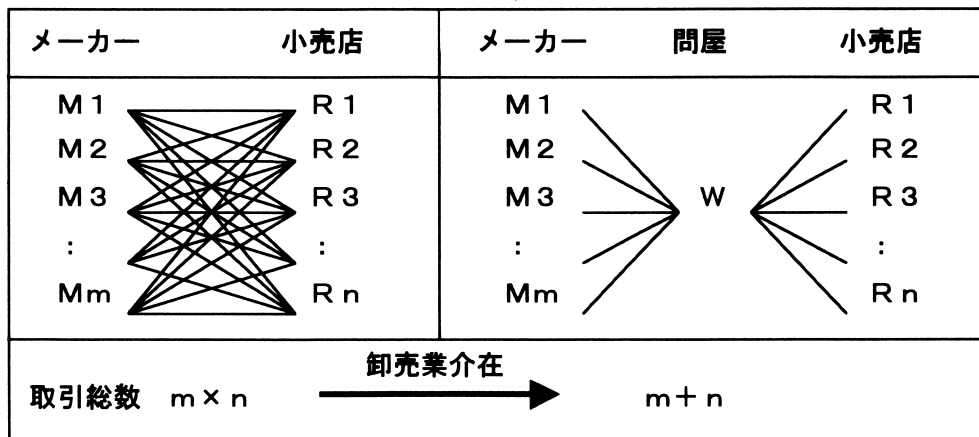 メーカー 小売店 メーカー 問屋 小売店
M1 R1 M1 R1
M2 R2 M2 R2
M3 R3 M3 W R3
: : : :
Mm Rn Mm Rn
卸売業介在
取引総数 m×n m+n